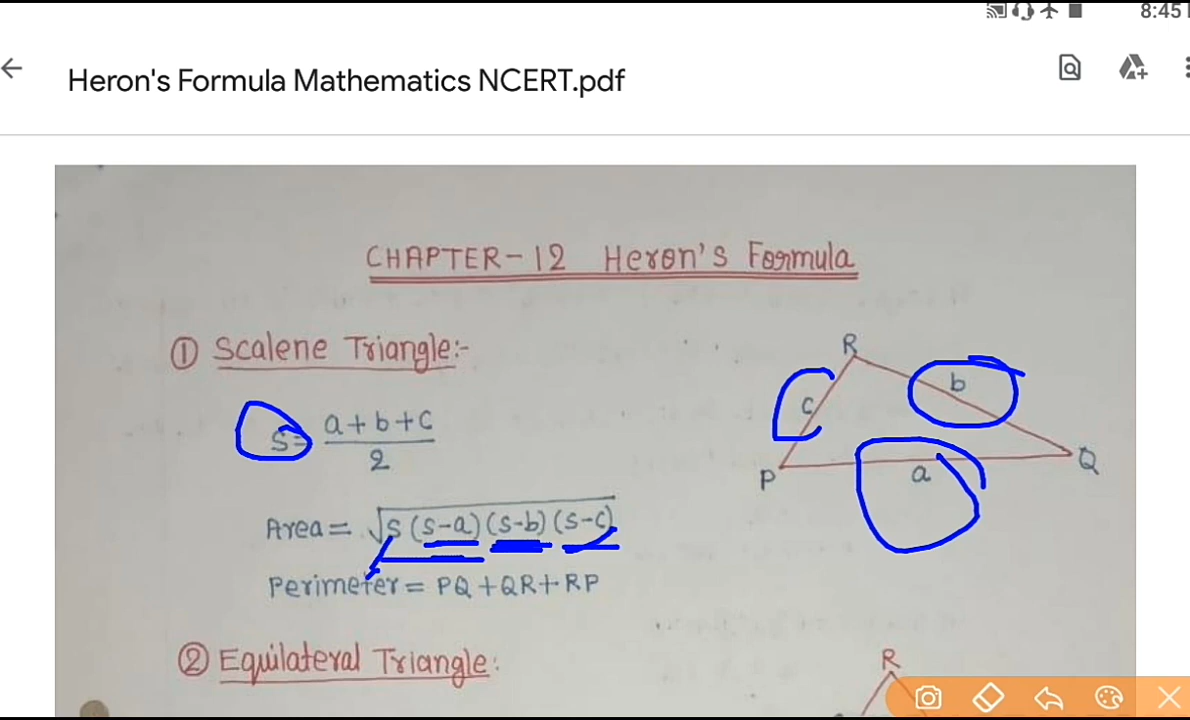 8:45
Heron's Formula Mathematics NCERT.pdf
CHAPTER-12 Heron's Formula
① Scalene Triangle:-
S= a+b+c
2
Area= √S(S-a)(S-b)(S-c)
Perimeter= PQ+QR+RP
R
b
c
P
a
Q
② Equilateral Triangle:
R